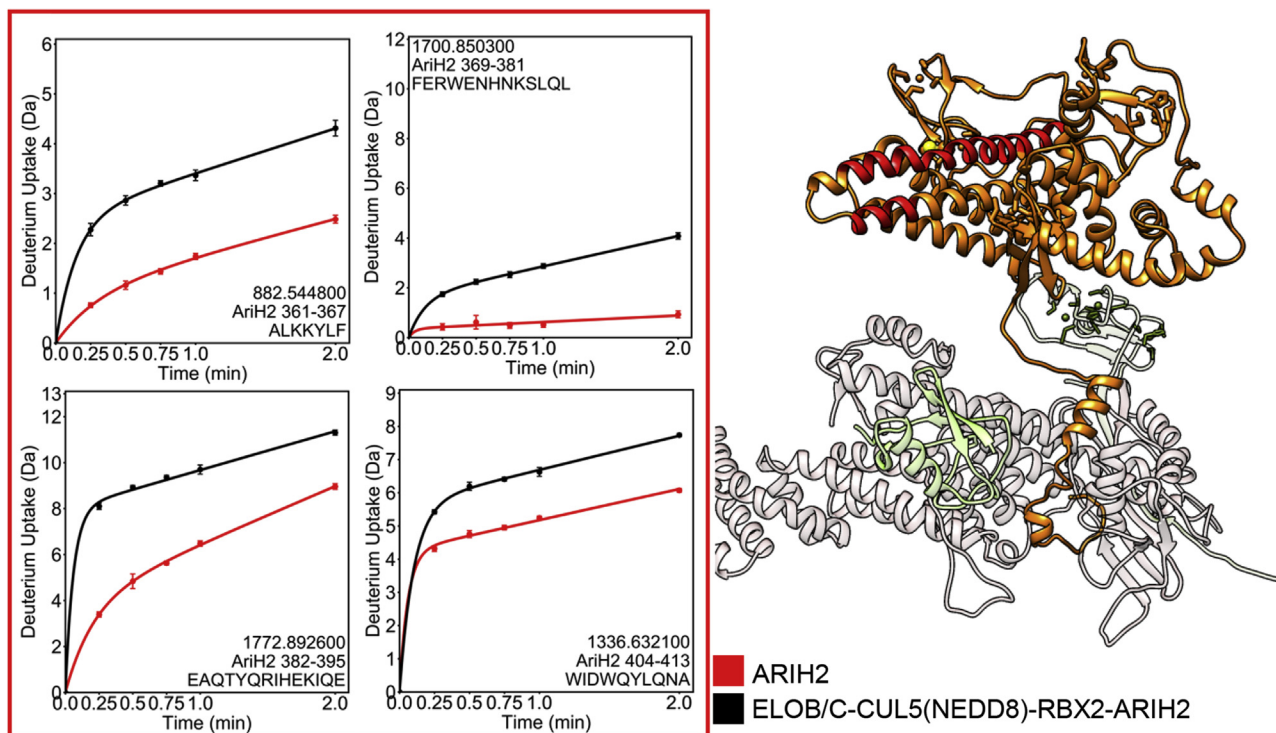 Deuterium Uptake (Da)
6
5
4
3
2
1
0
882.544800
AriH2 361-367
ALKKYLF
0.0 0.25 0.5 0.75 1.0 2.0
Time (min)
Deuterium Uptake (Da)
12
10
8
6
4
2
0
1700.850300
AriH2 369-381
FERWENHNKSLQL
0.0 0.25 0.5 0.75 1.0 2.0
Time (min)
Deuterium Uptake (Da)
13
12
10
8
6
4
2
0
1772.892600
AriH2 382-395
EAQTYQRIHEKIQE
0.0 0.25 0.5 0.75 1.0 2.0
Time (min)
Deuterium Uptake (Da)
9
8
7
6
5
4
3
2
1
0
1336.632100
AriH2 404-413
WIDWQYLQNA
0.0 0.25 0.5 0.75 1.0 2.0
Time (min)
ARIH2
ELOB/C-CUL5(NEDD8)-RBX2-ARIH2